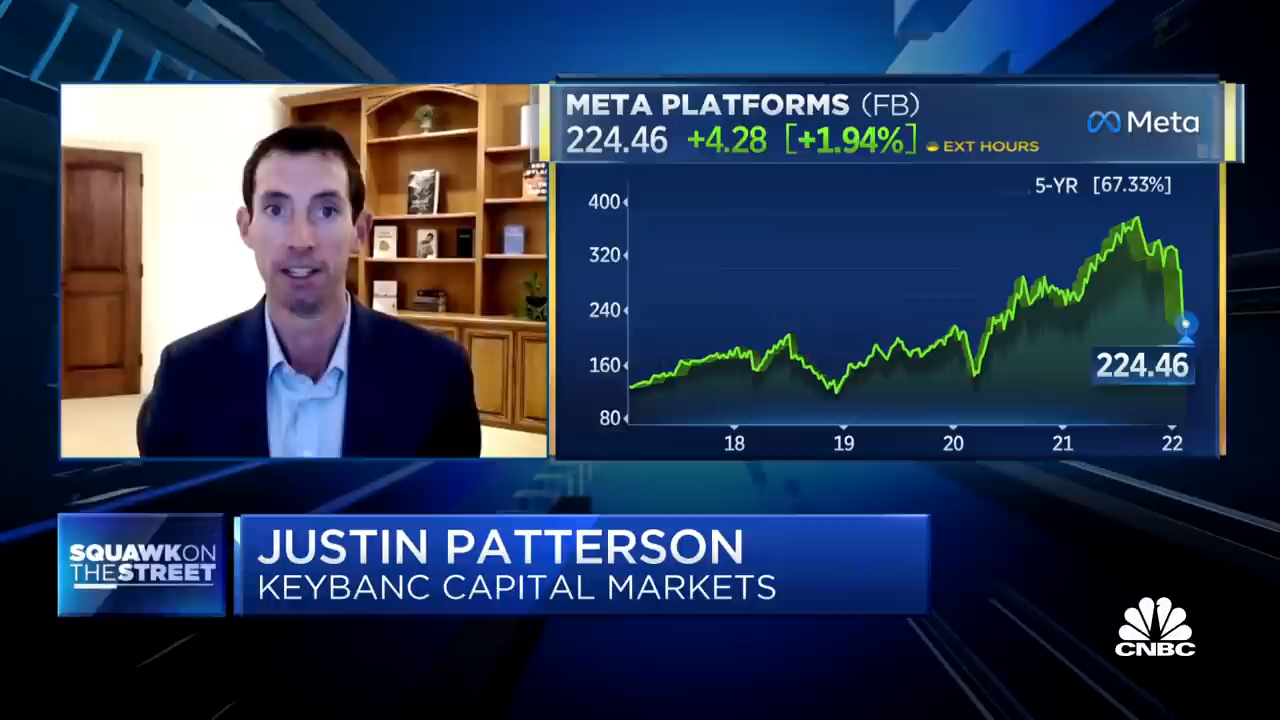 META PLATFORMS (FB)
224.46 +4.28 [+1.94%] EXT HOURS
Meta
5-YR [67.33%]
400
320
240
160
80
224.46
18 19 20 21 22
SQUAWK ON
THE STREET
JUSTIN PATTERSON
KEYBANC CAPITAL MARKETS
CNBC